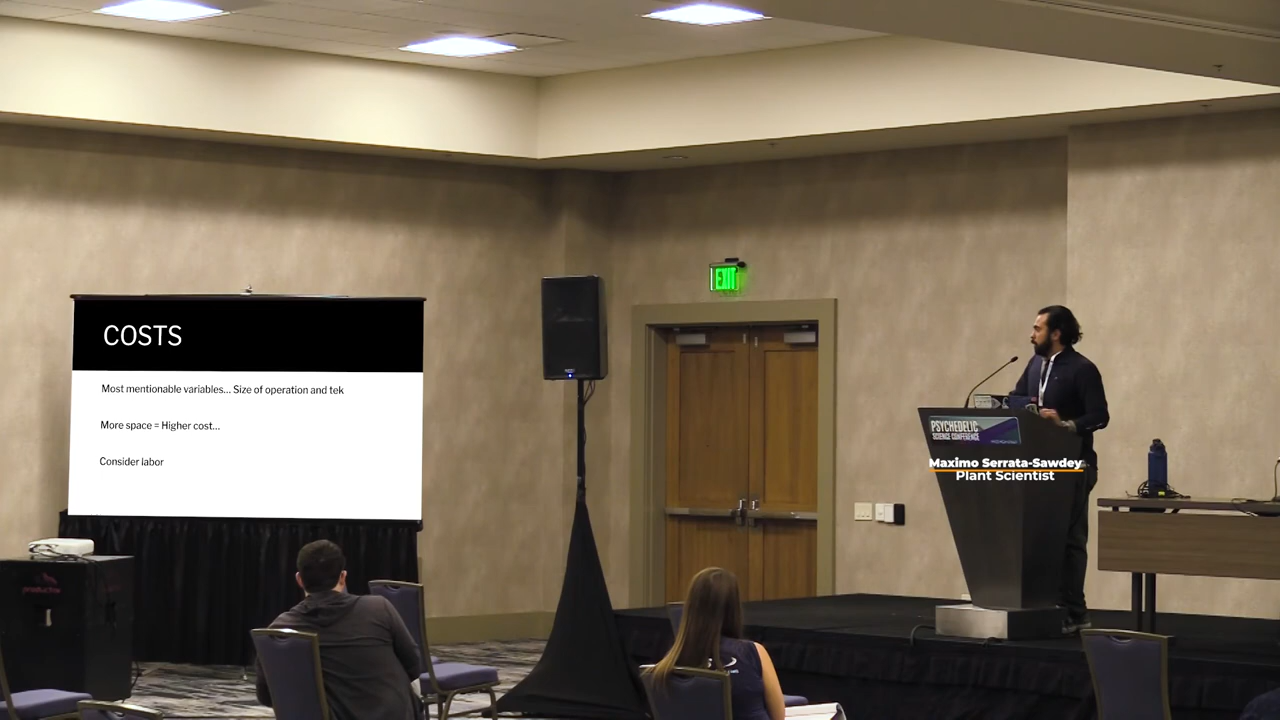 COSTS
Most mentionable variables... Size of operation and tek
More space = Higher cost...
Consider labor
EXIT
PSYCHEDELIC
SCIENCE CONFERENCE
Maximo Serrata-Sawdey
Plant Scientist